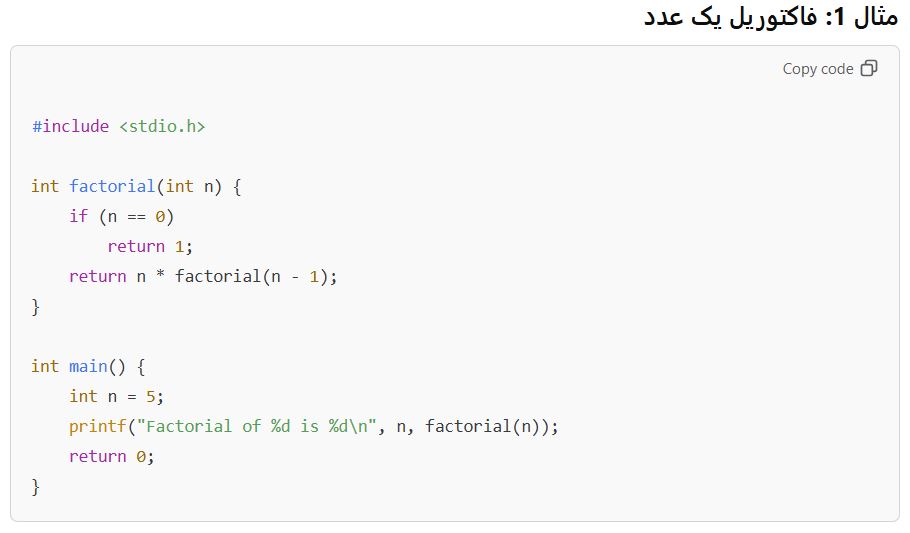 مثال 1: فاکتوریل یک عدد
Copy code
#include <stdio.h>
int factorial(int n) {
    if (n == 0)
        return 1;
    return n * factorial(n - 1);
}
int main() {
    int n = 5;
    printf("Factorial of %d is %d\n", n, factorial(n));
    return 0;
}